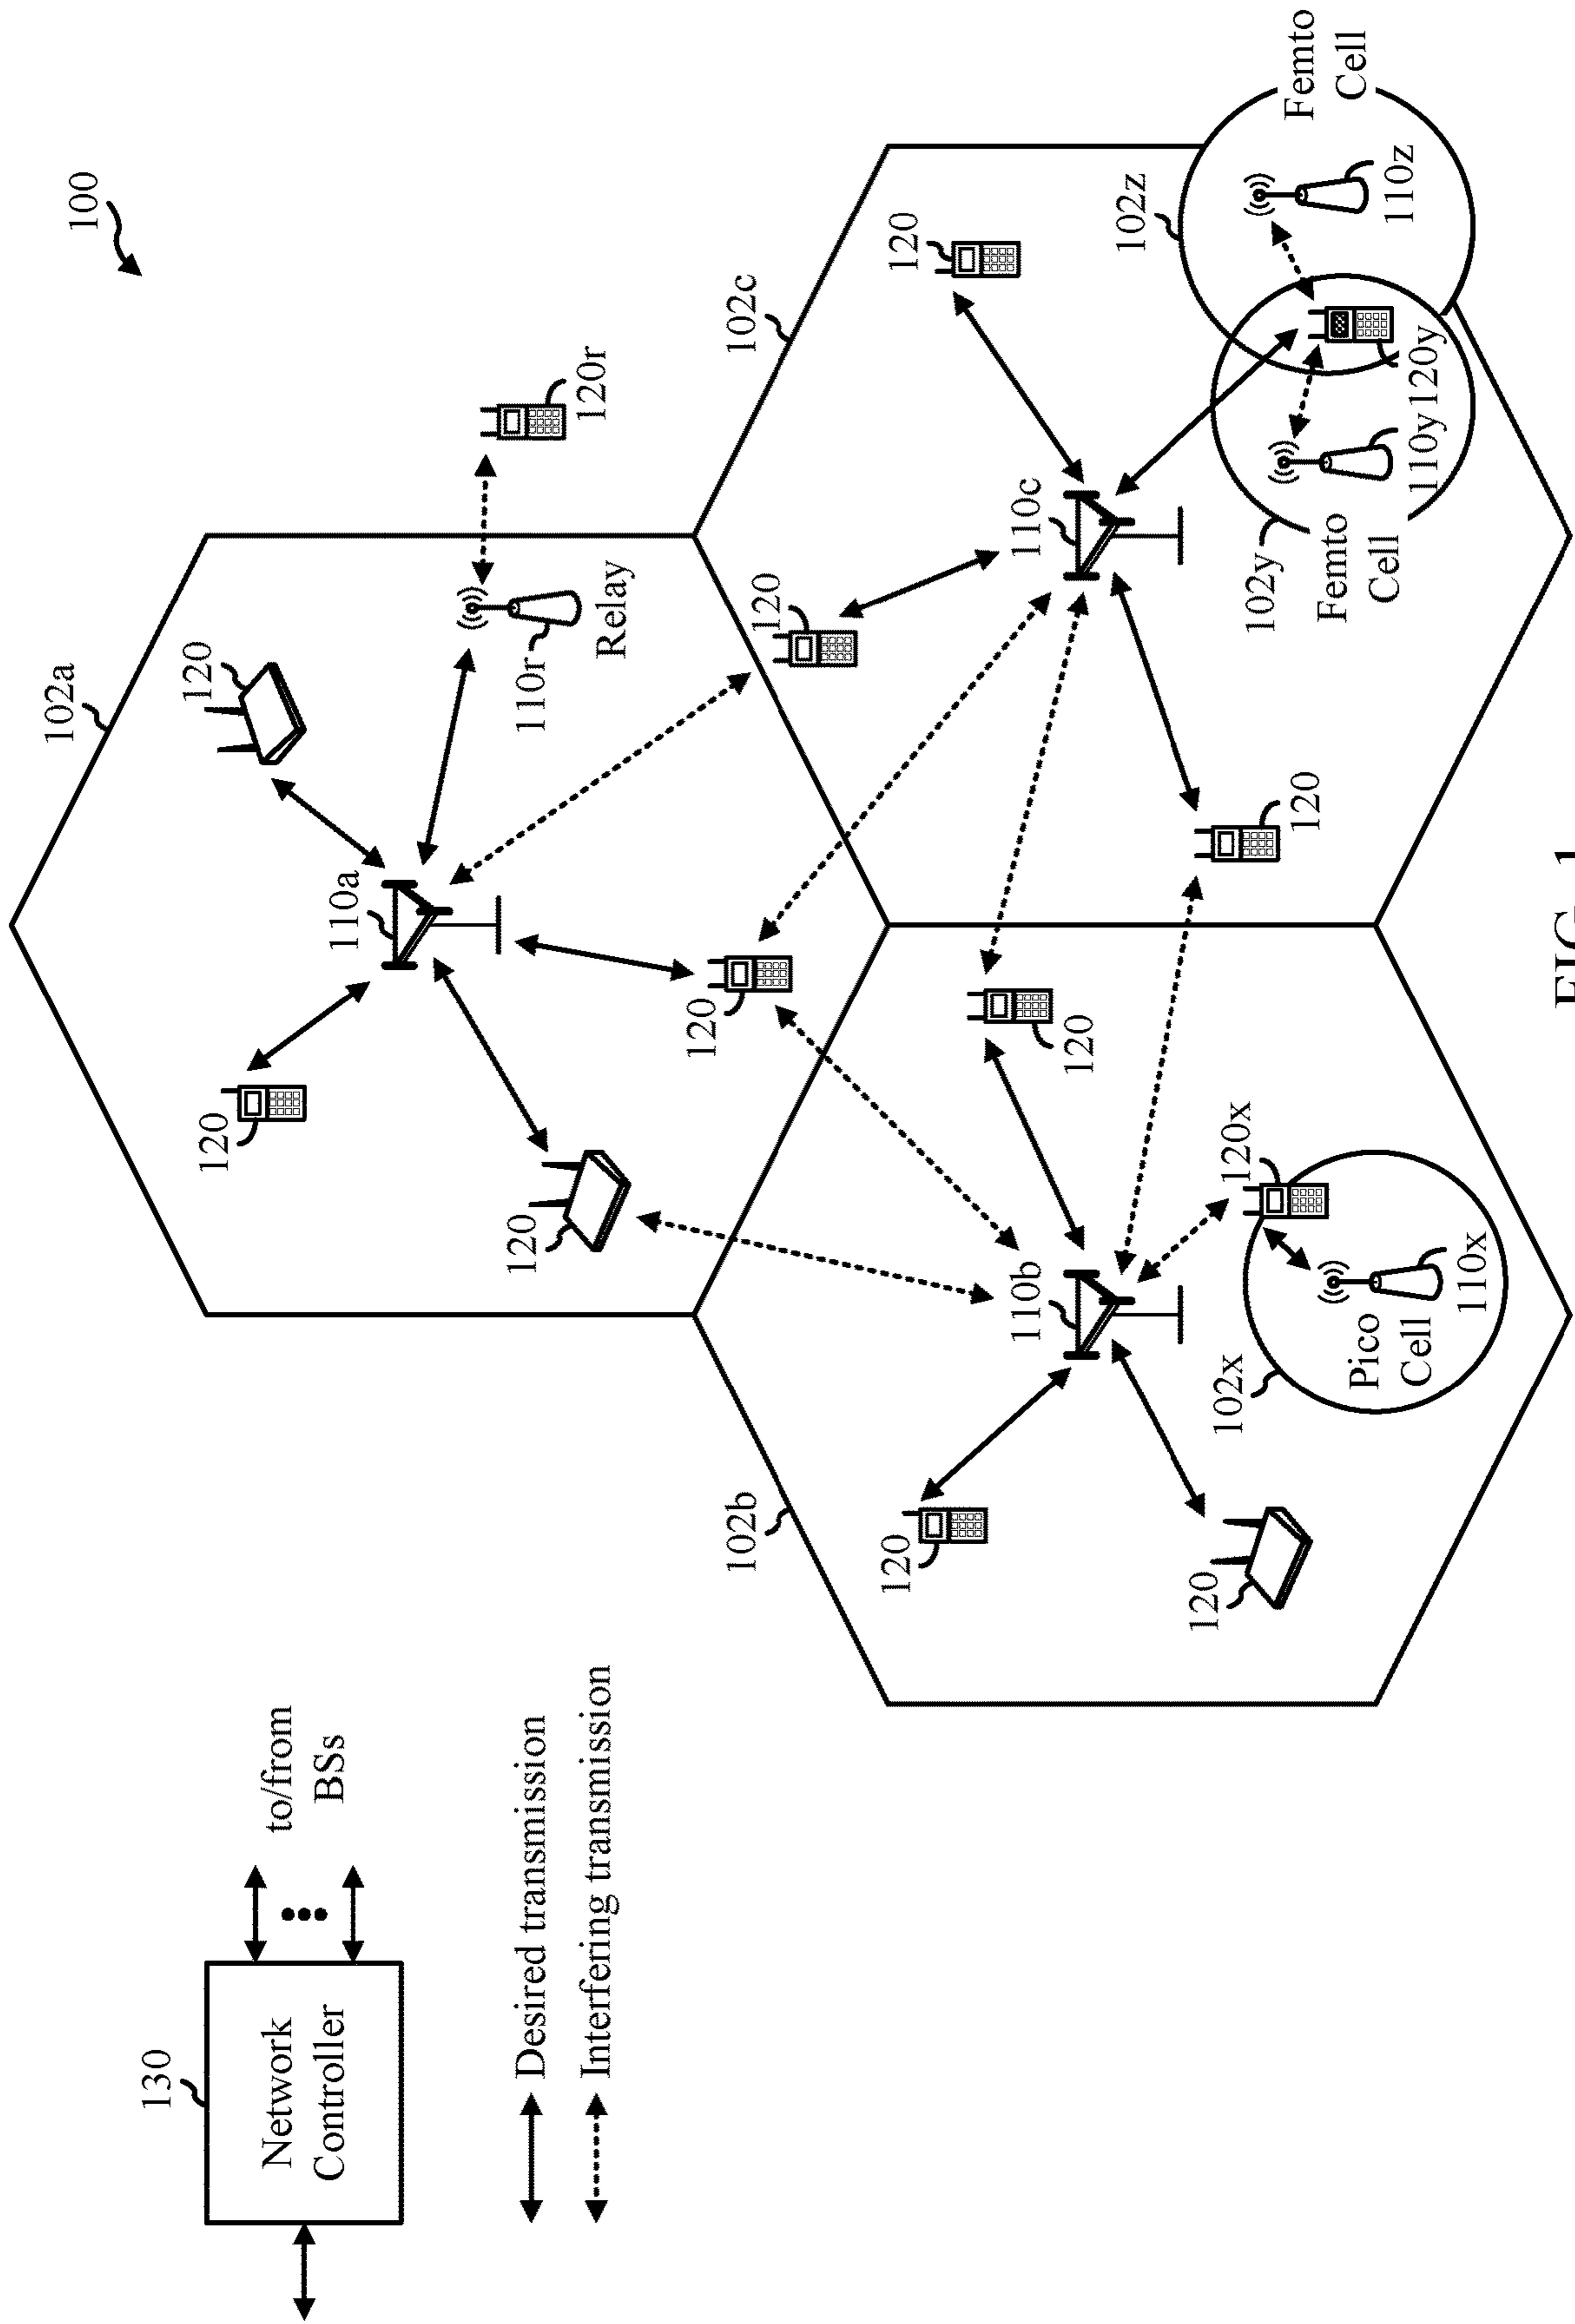 100
130
Network
Controller
to/from
BSs
Desired transmission
Interfering transmission
102a
110a
120
120
120
120
110r
Relay
120r
102b
110b
120
120
120
102x
Pico
Cell
110x
120x
102c
110c
120
120
120
102y
Femto
Cell
110y
120y
102z
110z
Femto
Cell